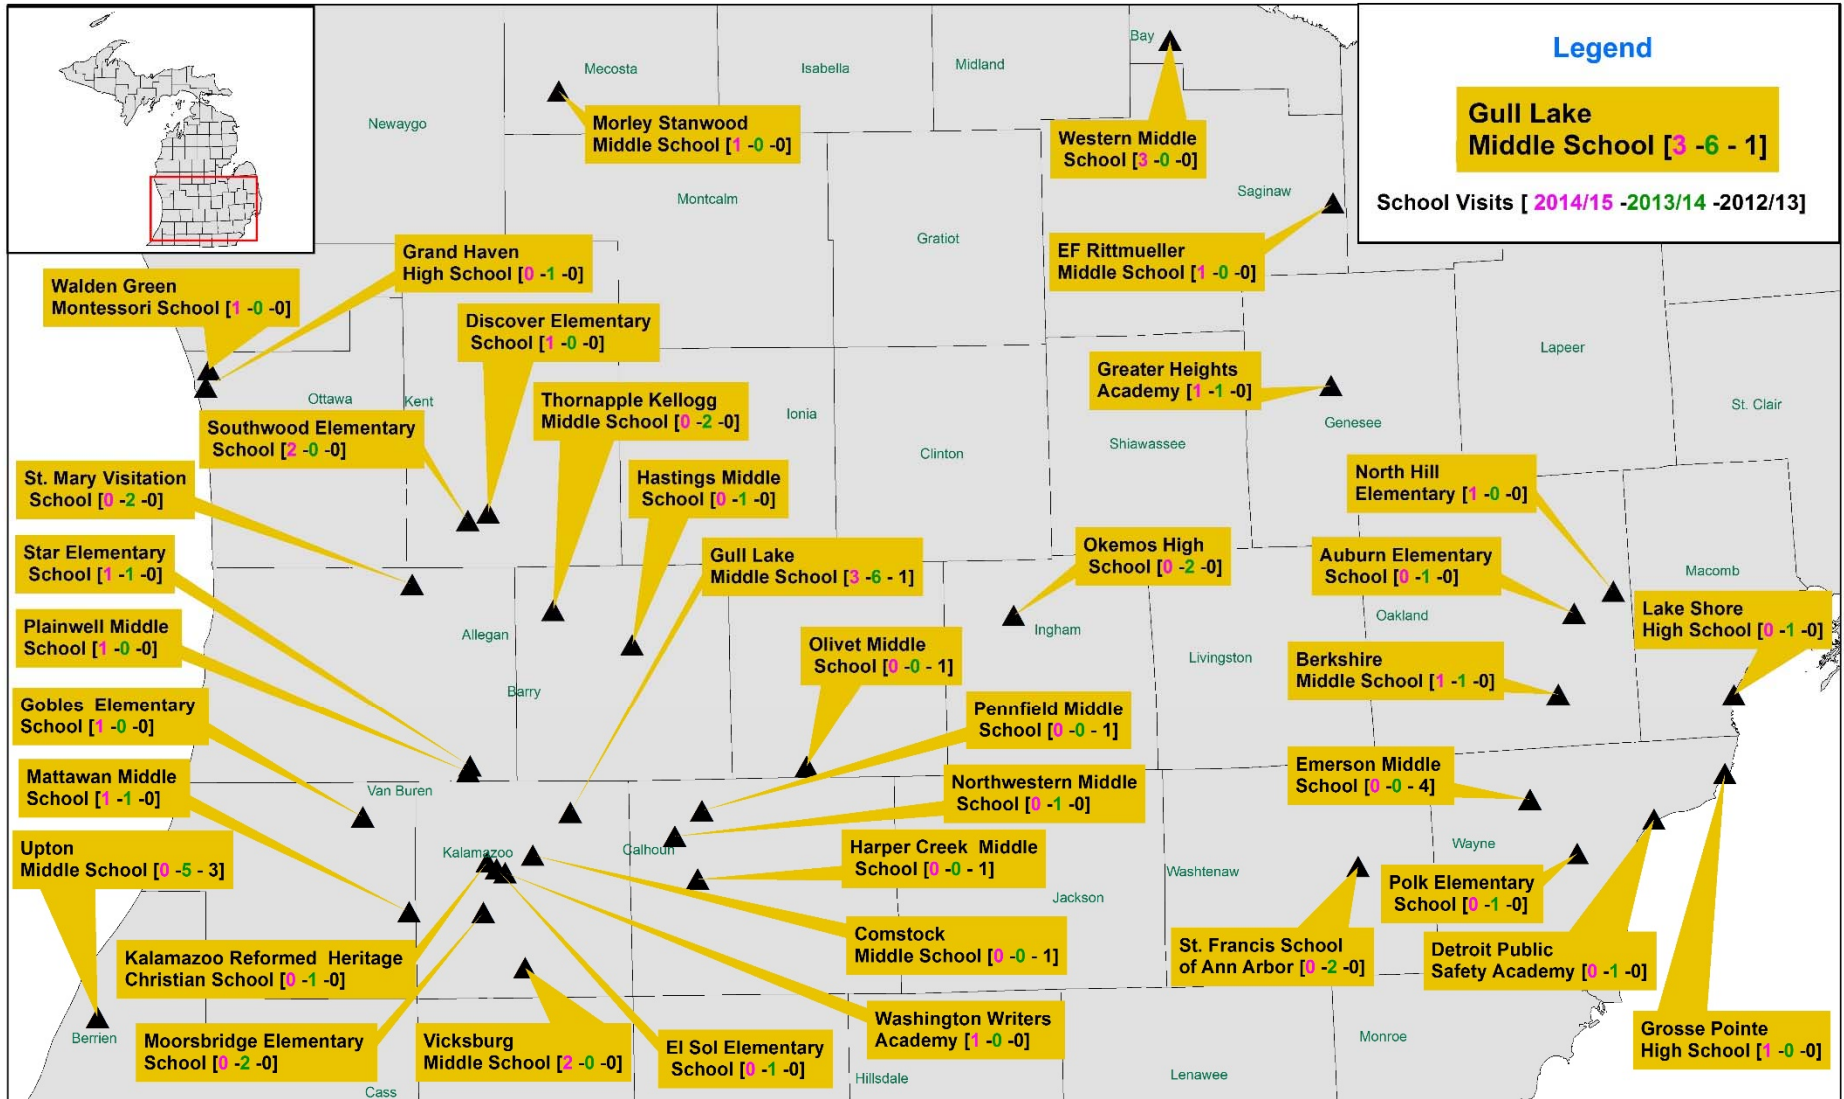 Legend
Gull Lake
Middle School [3 -6 - 1]
School Visits [ 2014/15 -2013/14 -2012/13]
Bay
Mecosta
Isabella
Midland
Newaygo
Morley Stanwood
Middle School [1 -0 -0]
Western Middle
School [3 -0 -0]
Saginaw
Montcalm
Gratiot
EF Rittmueller
Middle School [1 -0 -0]
Grand Haven
High School [0 -1 -0]
Walden Green
Montessori School [1 -0 -0]
Discover Elementary
School [1 -0 -0]
Lapeer
Greater Heights
Academy [1 -1 -0]
Ottawa
Kent
Thornapple Kellogg
Middle School [0 -2 -0]
Ionia
St. Clair
Genesee
Shiawassee
Clinton
Southwood Elementary
School [2 -0 -0]
St. Mary Visitation
School [0 -2 -0]
Hastings Middle
School [0 -1 -0]
North Hill
Elementary [1 -0 -0]
Star Elementary
School [1 -1 -0]
Gull Lake
Middle School [3 -6 - 1]
Okemos High
School [0 -2 -0]
Auburn Elementary
School [0 -1 -0]
Macomb
Lake Shore
High School [0 -1 -0]
Oakland
Ingham
Allegan
Plainwell Middle
School [1 -0 -0]
Olivet Middle
School [0 -0 - 1]
Livingston
Berkshire
Middle School [1 -1 -0]
Barry
Gobles Elementary
School [1 -0 -0]
Pennfield Middle
School [0 -0 - 1]
Mattawan Middle
School [1 -1 -0]
Van Buren
Northwestern Middle
School [0 -1 -0]
Emerson Middle
School [0 -0 - 4]
Upton
Middle School [0 -5 - 3]
Kalamazoo
Calhoun
Harper Creek Middle
School [0 -0 - 1]
Wayne
Washtenaw
Jackson
Polk Elementary
School [0 -1 -0]
Kalamazoo Reformed Heritage
Christian School [0 -1 -0]
Comstock
Middle School [0 -0 - 1]
St. Francis School
of Ann Arbor [0 -2 -0]
Detroit Public
Safety Academy [0 -1 -0]
Berrien
Moorsbridge Elementary
School [0 -2 -0]
Vicksburg
Middle School [2 -0 -0]
El Sol Elementary
School [0 -1 -0]
Washington Writers
Academy [1 -0 -0]
Monroe
Grosse Pointe
High School [1 -0 -0]
Cass
Hillsdale
Lenawee